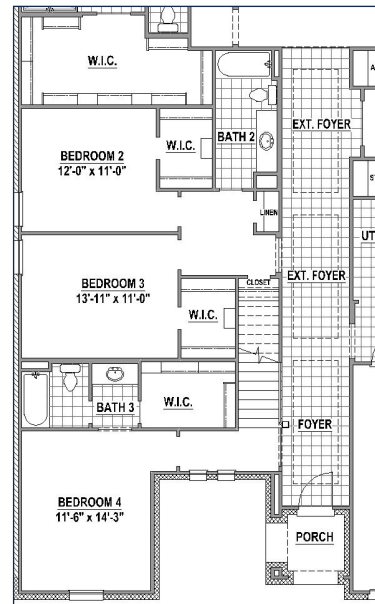 W.I.C.
EXT. FOYER
BATH 2
W.I.C.
BEDROOM 2
12'-0" x 11'-0"
LINEN
BEDROOM 3
13'-11" x 11'-0"
CLOSET
EXT. FOYER
W.I.C.
BATH 3
W.I.C.
FOYER
BEDROOM 4
11'-6" x 14'-3"
PORCH